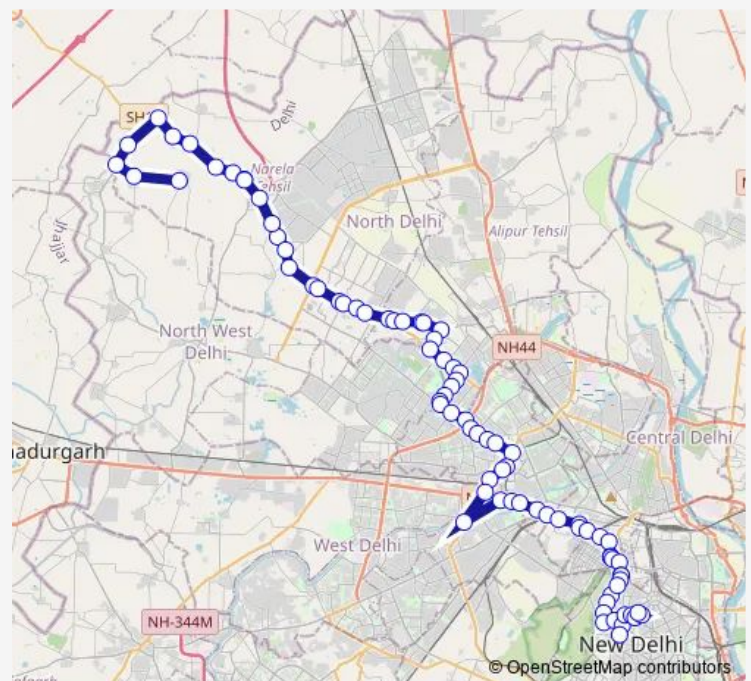 SH
Delhi
Narela
Tehsil
North Delhi
Alipur Tehsil
Jhajjar
North West
Delhi
NH44
Central Delhi
hadurgarh
West Delhi
NH-344M
New Delhi
© OpenStreetMap contributors